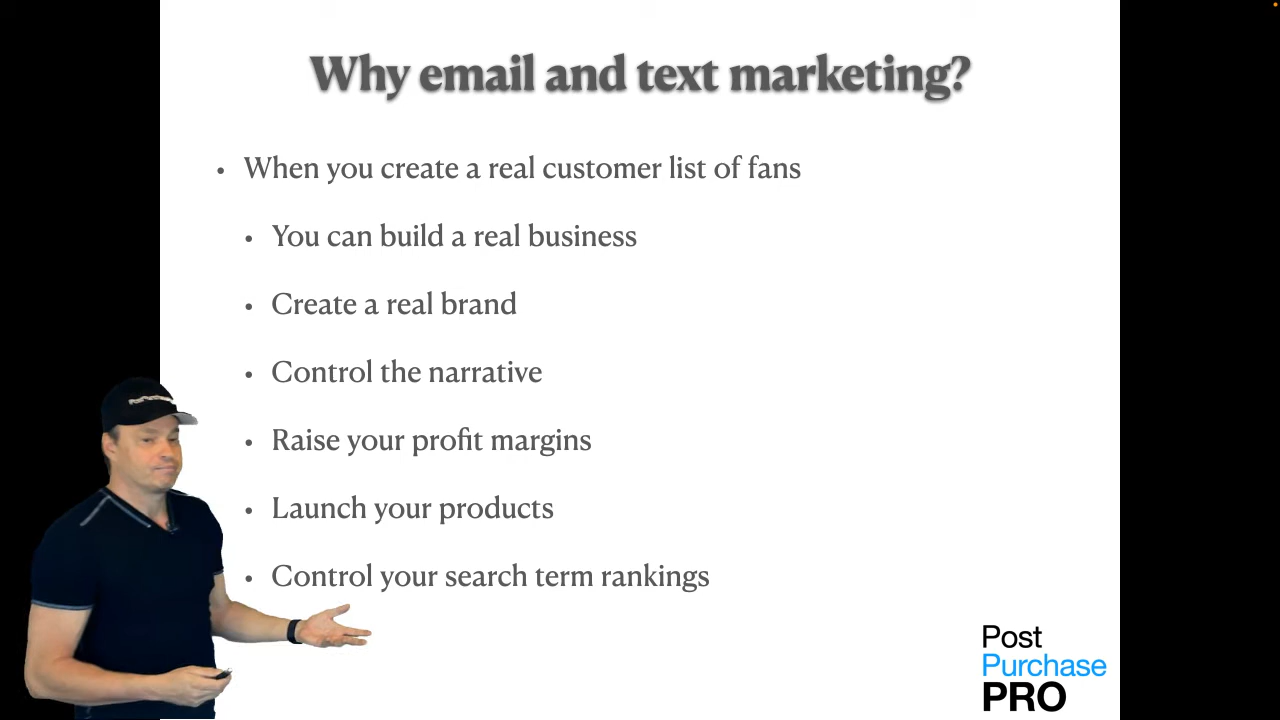 Why email and text marketing?
• When you create a real customer list of fans
• You can build a real business
• Create a real brand
• Control the narrative
• Raise your profit margins
• Launch your products
• Control your search term rankings
Post
Purchase
PRO